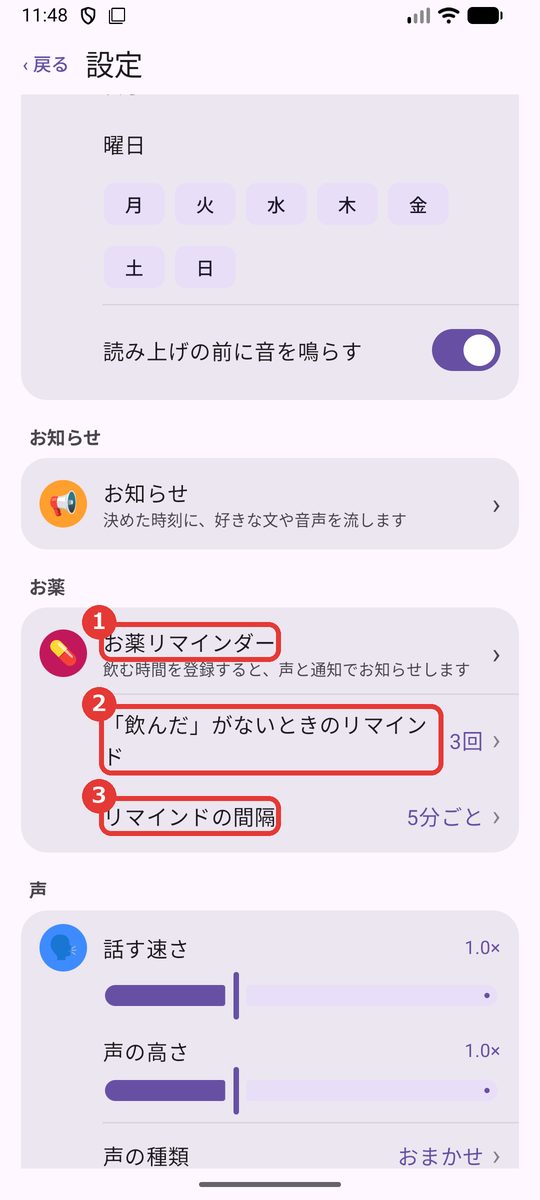 11:48
‹ 戻る 設定
曜日
月 火 水 木 金
土 日
読み上げの前に音を鳴らす
お知らせ
お知らせ
決めた時刻に、好きな文や音声を流します
お薬
1
お薬リマインダー
飲む時間を登録すると、声と通知でお知らせします
2
「飲んだ」がないときのリマイン
ド
3回
3
リマインドの間隔 5分ごと
声
話す速さ 1.0×
声の高さ 1.0×
声の種類 おまかせ